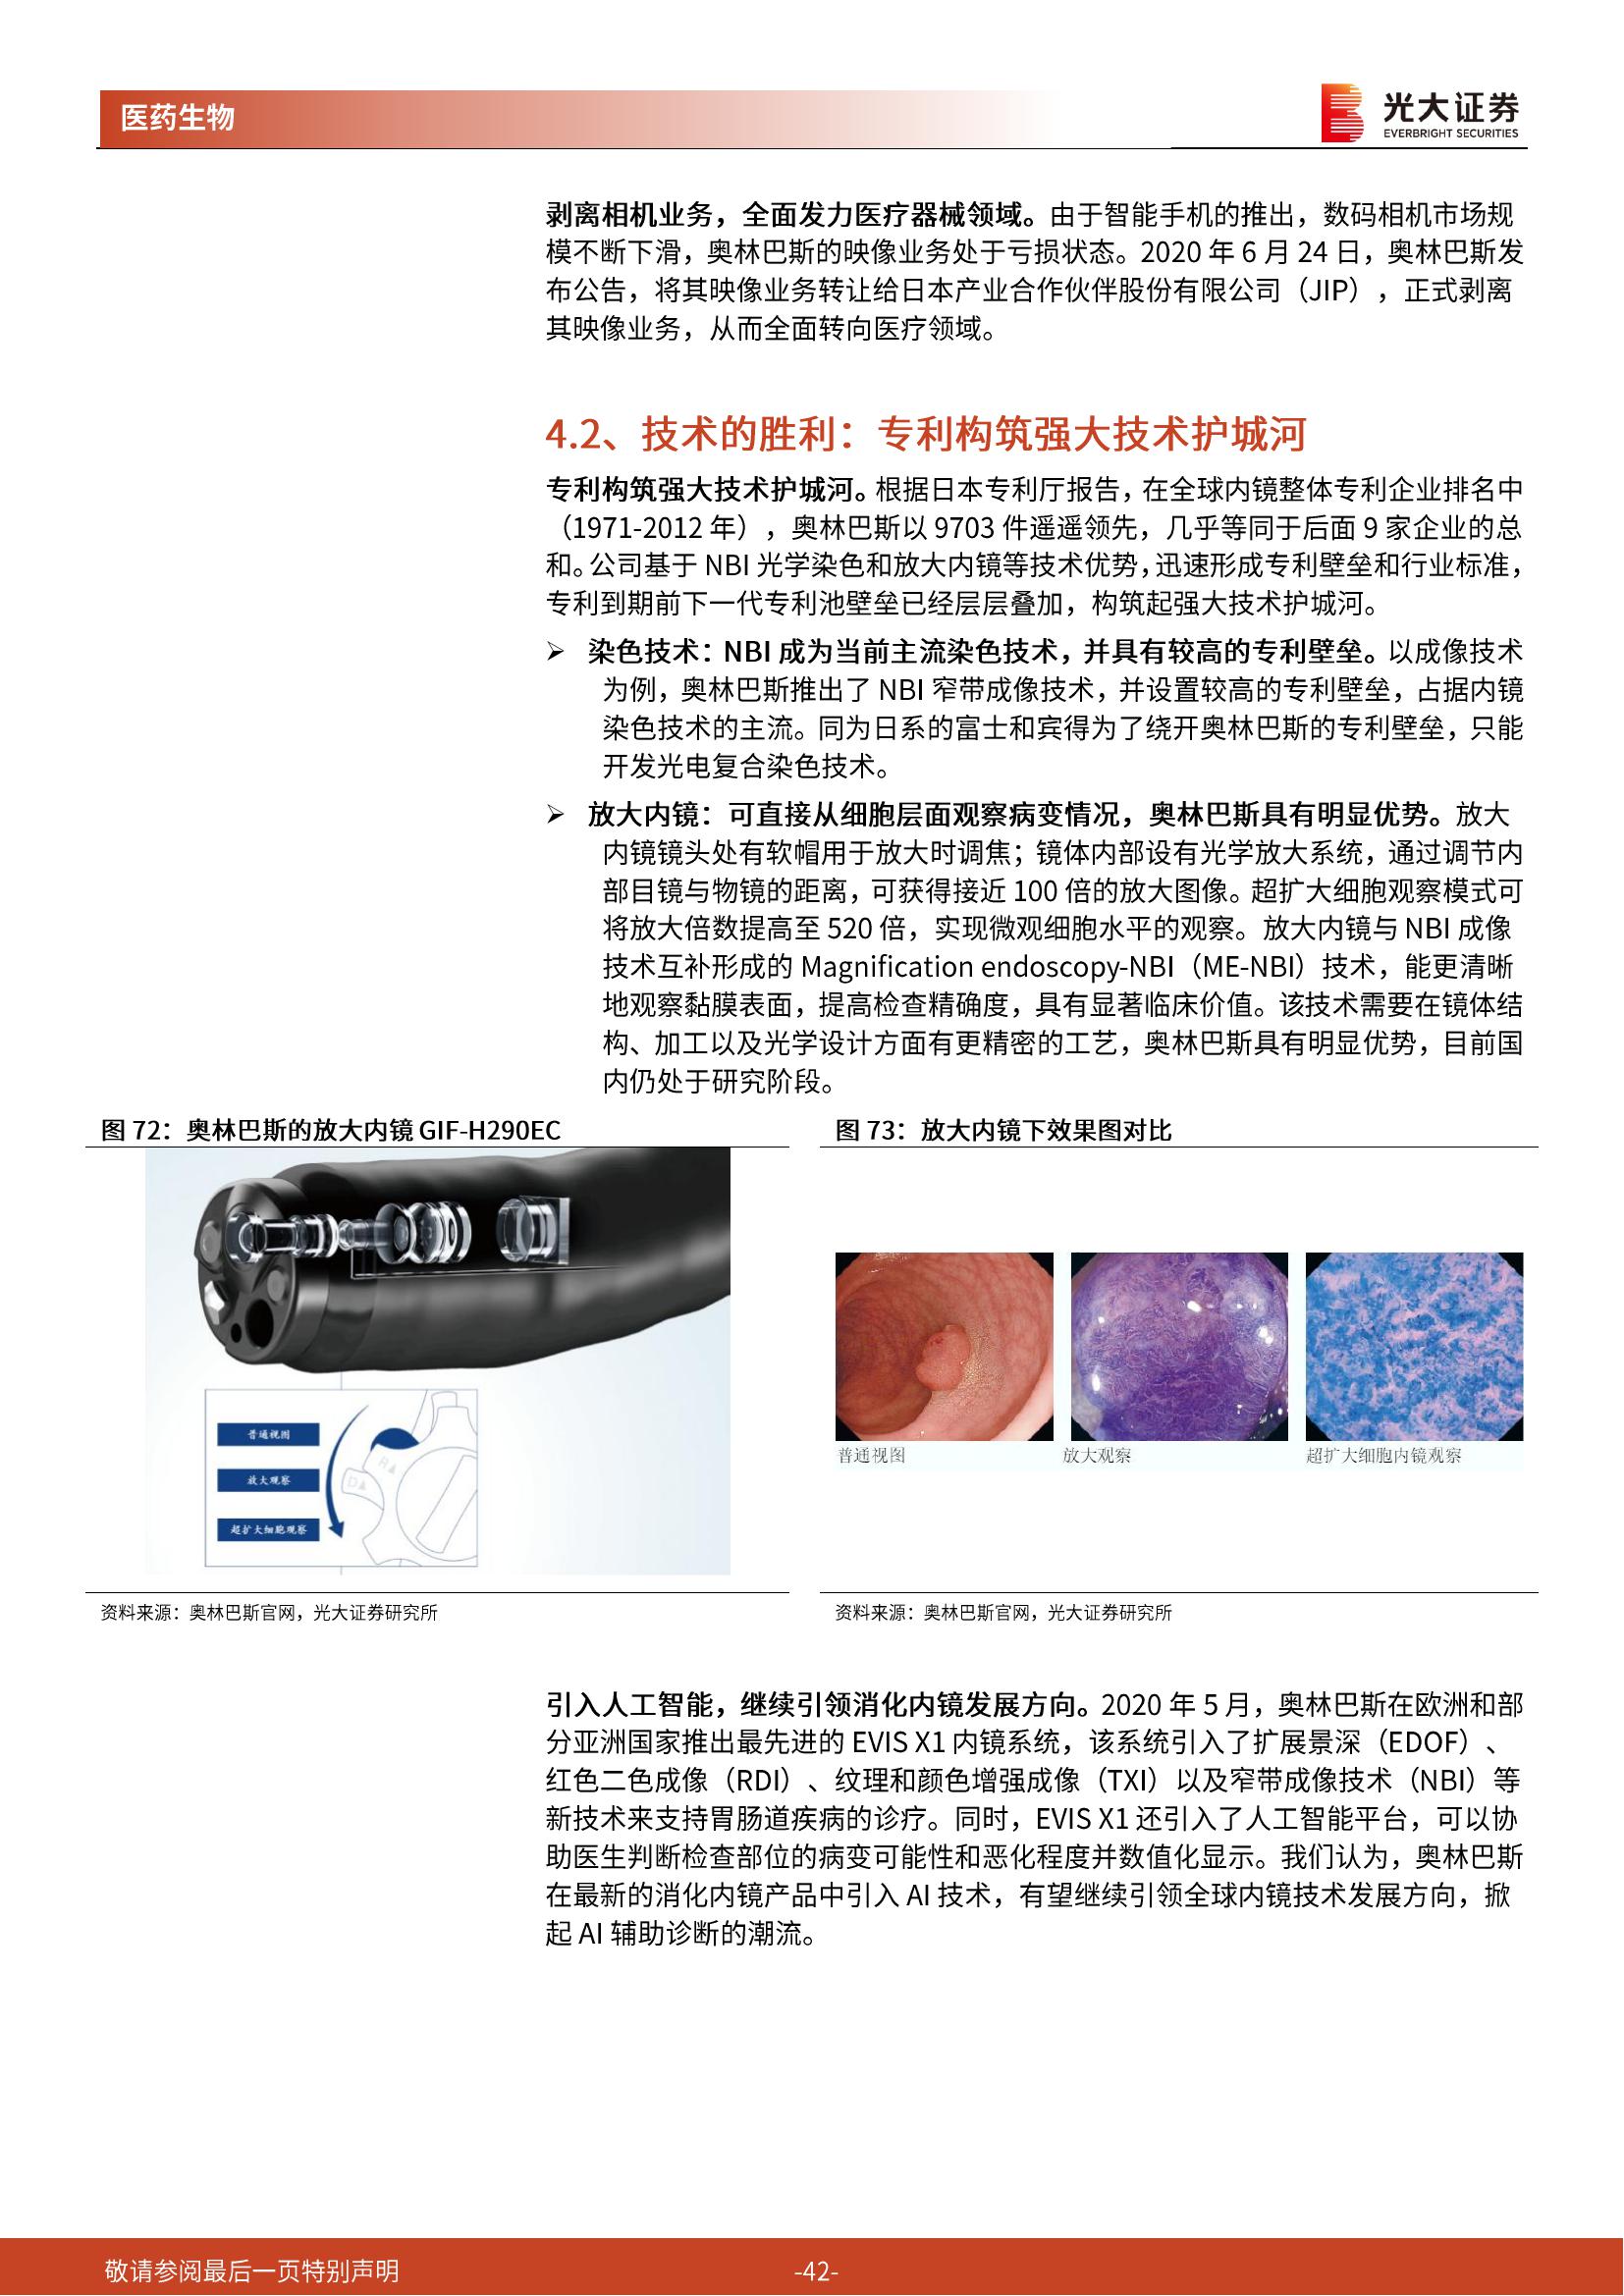 医药生物
光大证券
EVERBRIGHT SECURITIES
剥离相机业务，全面发力医疗器械领域。由于智能手机的推出，数码相机市场规
模不断下滑，奥林巴斯的映像业务处于亏损状态。2020 年 6 月 24 日，奥林巴斯发
布公告，将其映像业务转让给日本产业合作伙伴股份有限公司（JIP），正式剥离
其映像业务，从而全面转向医疗领域。
4.2、技术的胜利：专利构筑强大技术护城河
专利构筑强大技术护城河。根据日本专利厅报告，在全球内镜整体专利企业排名中
（1971-2012 年），奥林巴斯以 9703 件遥遥领先，几乎等同于后面 9 家企业的总
和。公司基于 NBI 光学染色和放大内镜等技术优势，迅速形成专利壁垒和行业标准，
专利到期前下一代专利池壁垒已经层层叠加，构筑起强大技术护城河。
➢ 染色技术：NBI 成为当前主流染色技术，并具有较高的专利壁垒。以成像技术
为例，奥林巴斯推出了 NBI 窄带成像技术，并设置较高的专利壁垒，占据内镜
染色技术的主流。同为日系的富士和宾得为了绕开奥林巴斯的专利壁垒，只能
开发光电复合染色技术。
➢ 放大内镜：可直接从细胞层面观察病变情况，奥林巴斯具有明显优势。放大
内镜镜头处有软帽用于放大时调焦；镜体内部设有光学放大系统，通过调节内
部目镜与物镜的距离，可获得接近 100 倍的放大图像。超扩大细胞观察模式可
将放大倍数提高至 520 倍，实现微观细胞水平的观察。放大内镜与 NBI 成像
技术互补形成的 Magnification endoscopy-NBI（ME-NBI）技术，能更清晰
地观察黏膜表面，提高检查精确度，具有显著临床价值。该技术需要在镜体结
构、加工以及光学设计方面有更精密的工艺，奥林巴斯具有明显优势，目前国
内仍处于研究阶段。
图 72：奥林巴斯的放大内镜 GIF-H290EC
普通视图
放大观察
超扩大细胞观察
R▲
D▲
资料来源：奥林巴斯官网，光大证券研究所
图 73：放大内镜下效果图对比
普通视图
放大观察
超扩大细胞内镜观察
资料来源：奥林巴斯官网，光大证券研究所
引入人工智能，继续引领消化内镜发展方向。2020 年 5 月，奥林巴斯在欧洲和部
分亚洲国家推出最先进的 EVIS X1 内镜系统，该系统引入了扩展景深（EDOF）、
红色二色成像（RDI）、纹理和颜色增强成像（TXI）以及窄带成像技术（NBI）等
新技术来支持胃肠道疾病的诊疗。同时，EVIS X1 还引入了人工智能平台，可以协
助医生判断检查部位的病变可能性和恶化程度并数值化显示。我们认为，奥林巴斯
在最新的消化内镜产品中引入 AI 技术，有望继续引领全球内镜技术发展方向，掀
起 AI 辅助诊断的潮流。
敬请参阅最后一页特别声明
-42-